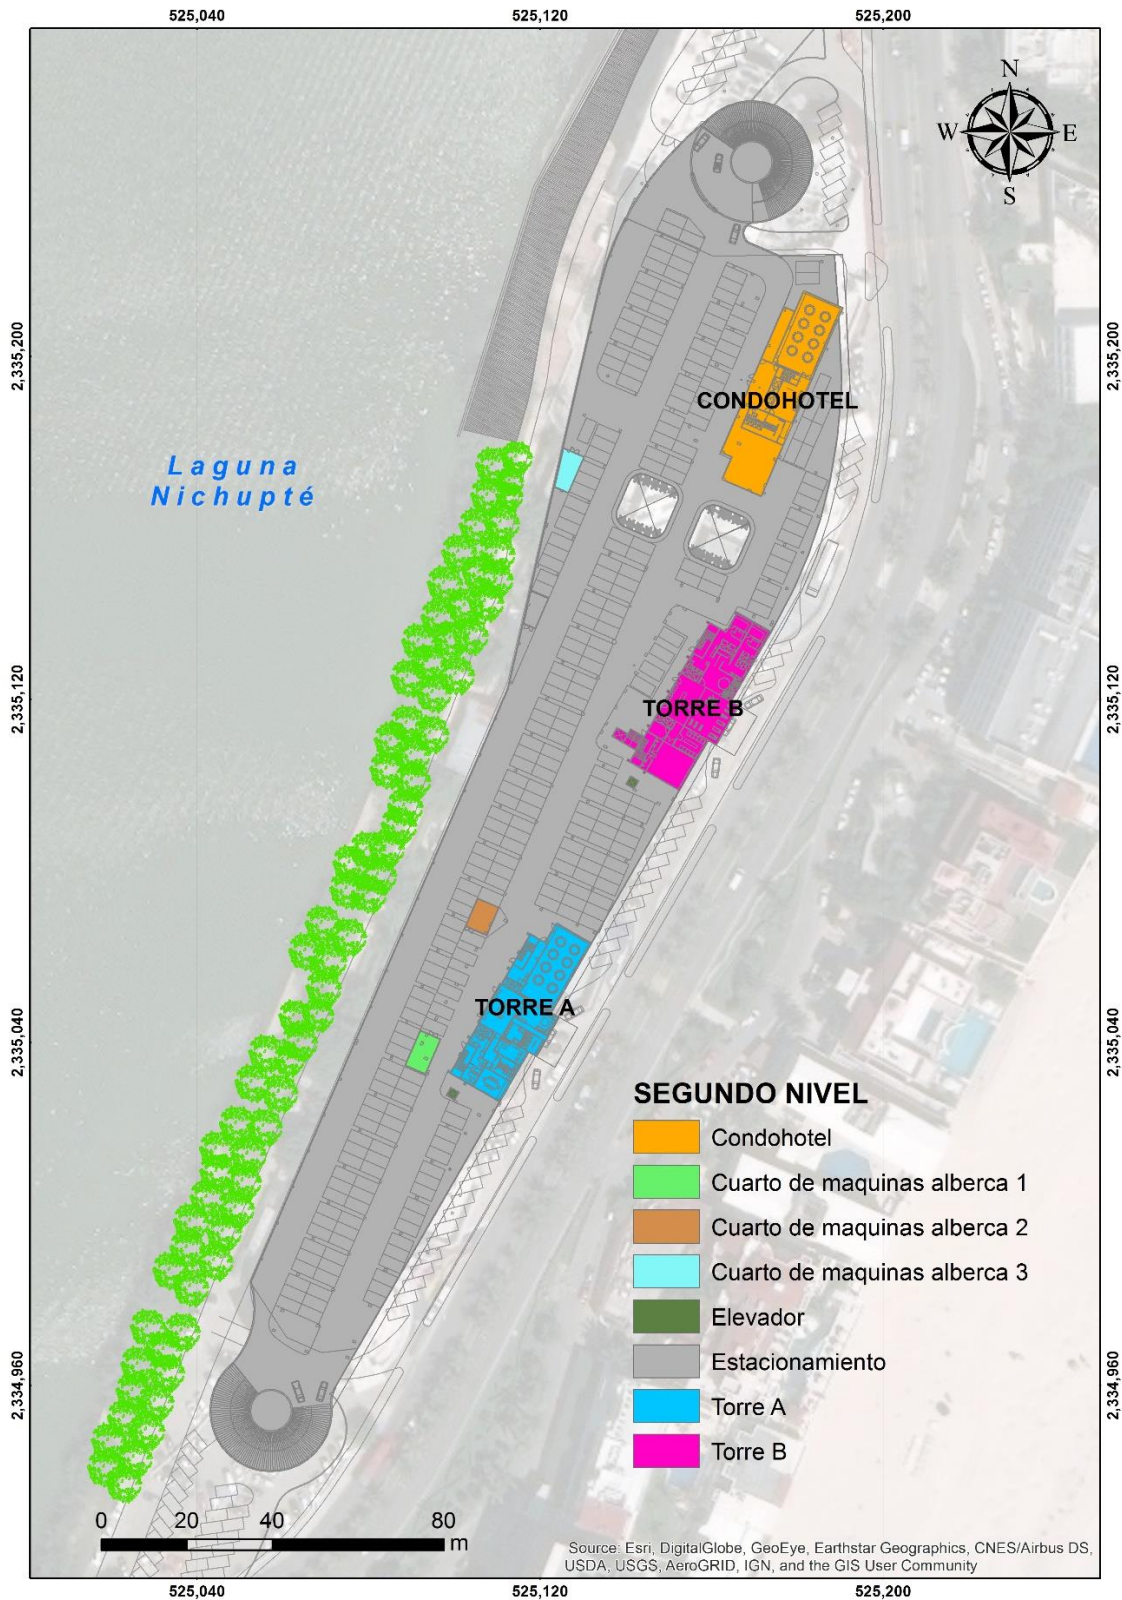 525,040
525,120
525,200
N
W
E
S
2,335,200
2,335,200
CONDOHOTEL
Laguna
Nichupté
2,335,120
2,335,120
TORRE B
TORRE A
2,335,040
2,335,040
SEGUNDO NIVEL
Condohotel
Cuarto de maquinas alberca 1
Cuarto de maquinas alberca 2
Cuarto de maquinas alberca 3
Elevador
Estacionamiento
Torre A
Torre B
2,334,960
2,334,960
0 20 40 80
m
Source: Esri, DigitalGlobe, GeoEye, Earthstar Geographics, CNES/Airbus DS,
USDA, USGS, AeroGRID, IGN, and the GIS User Community
525,040
525,120
525,200